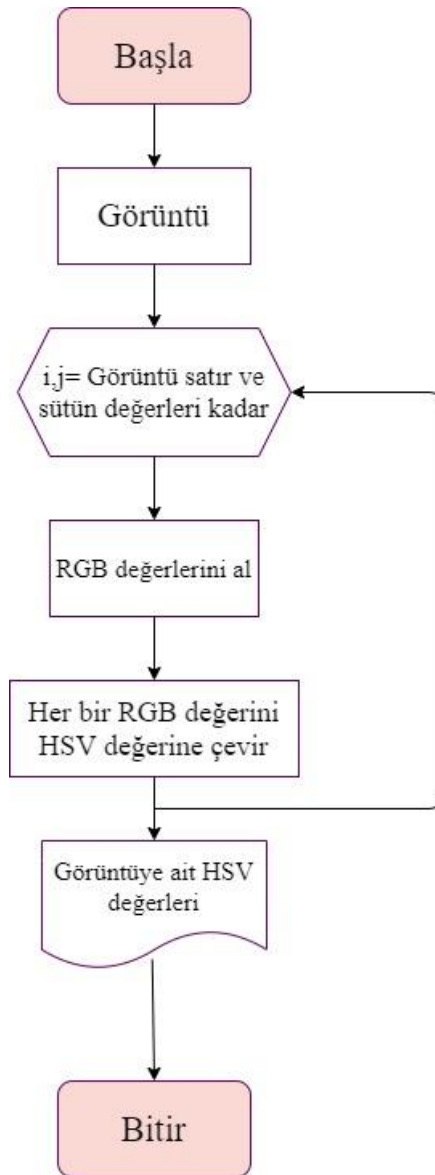 Başla
Görüntü
i,j= Görüntü satır ve
sütün değerleri kadar
RGB değerlerini al
Her bir RGB değerini
HSV değerine çevir
Görüntüye ait HSV
değerleri
Bitir